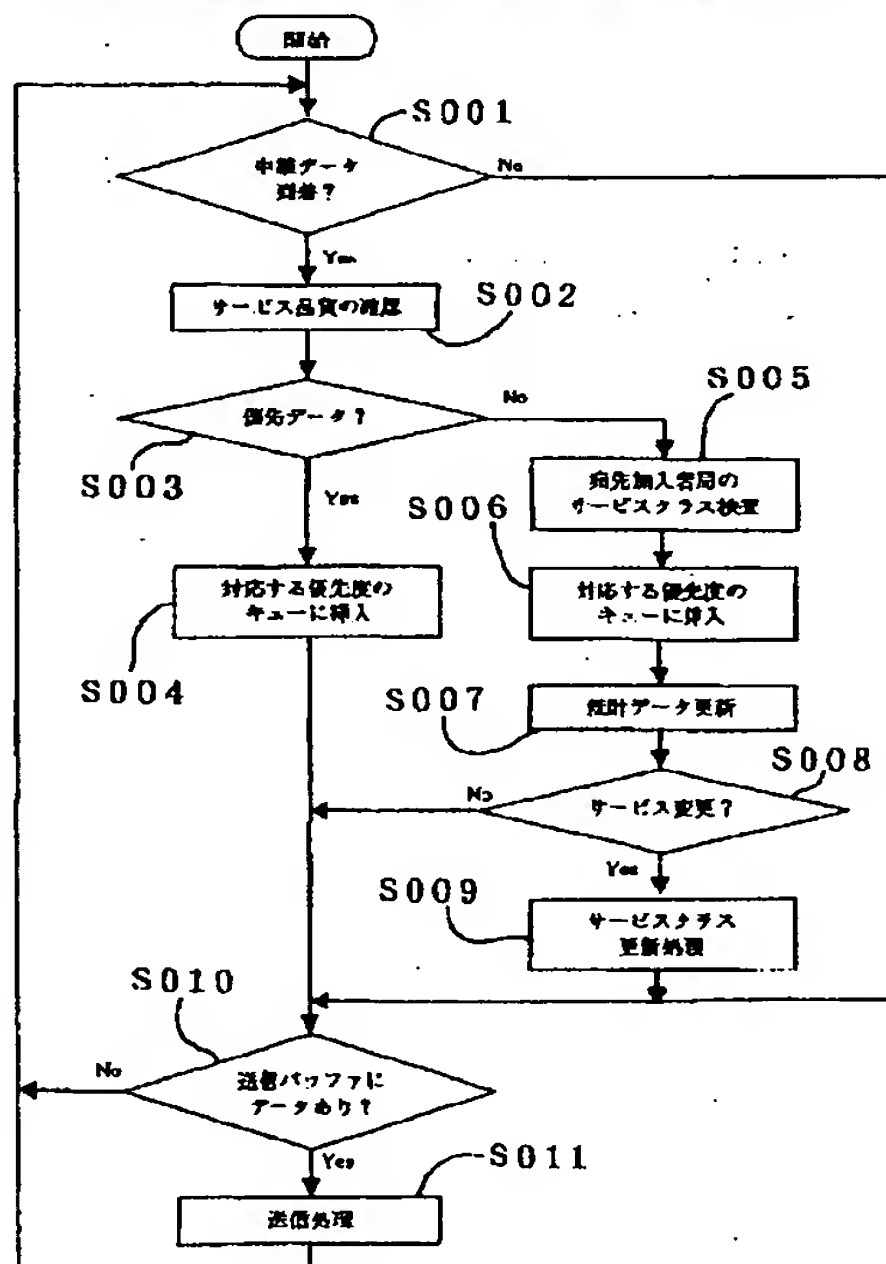 開始
S001
中継データ
到着?
No
Yes
サービス品質の確認
S002
優先データ?
No
S003
Yes
S005
宛先加入者局の
サービスクラス検査
S006
対応する優先度の
キューに挿入
S004
対応する優先度の
キューに挿入
S007
統計データ更新
S008
サービス変更?
No
Yes
S009
サービスクラス
更新処理
S010
送信バッファに
データあり?
No
Yes
S011
送信処理